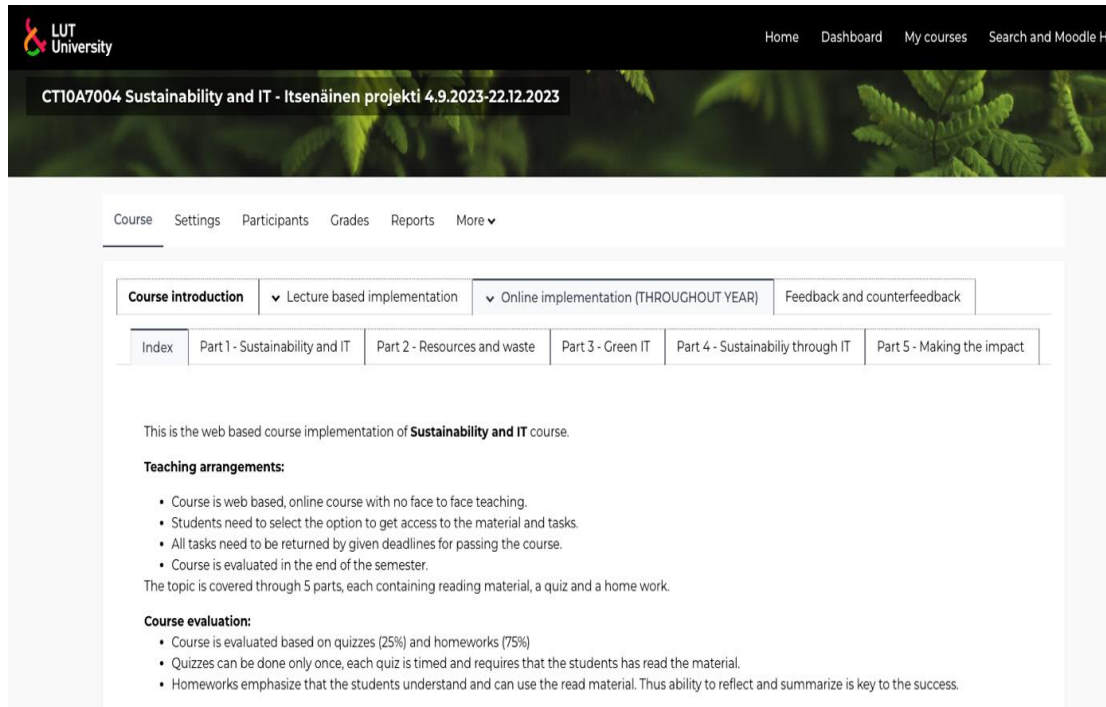 LUT
University
Home Dashboard My courses Search and Moodle H
CT10A7004 Sustainability and IT - Itsenäinen projekti 4.9.2023-22.12.2023
Course Settings Participants Grades Reports More
Course introduction Lecture based implementation Online implementation (THROUGHOUT YEAR) Feedback and counterfeedback
Index Part 1 - Sustainability and IT Part 2 - Resources and waste Part 3 - Green IT Part 4 - Sustainabiliy through IT Part 5 - Making the impact
This is the web based course implementation of Sustainability and IT course.
Teaching arrangements:
• Course is web based, online course with no face to face teaching.
• Students need to select the option to get access to the material and tasks.
• All tasks need to be returned by given deadlines for passing the course.
• Course is evaluated in the end of the semester.
The topic is covered through 5 parts, each containing reading material, a quiz and a home work.
Course evaluation:
• Course is evaluated based on quizzes (25%) and homeworks (75%)
• Quizzes can be done only once, each quiz is timed and requires that the students has read the material.
• Homeworks emphasize that the students understand and can use the read material. Thus ability to reflect and summarize is key to the success.